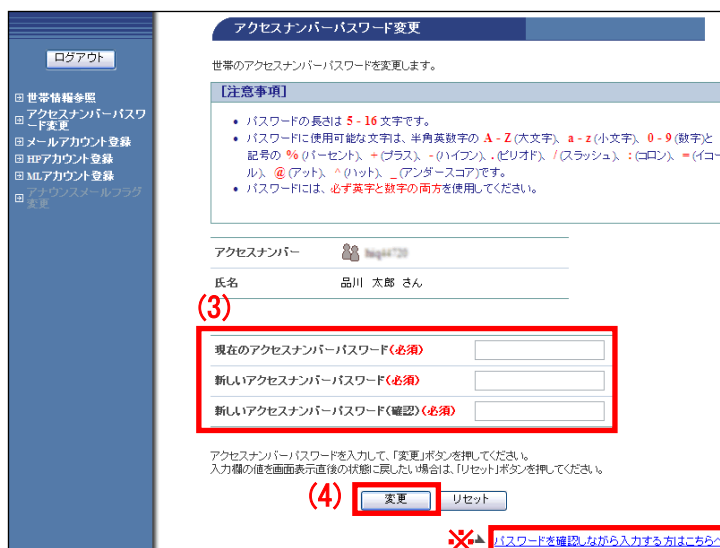 アクセスナンバーパスワード変更
ログアウト
世帯情報参照
アクセスナンバーパスワ
ード変更
メールアカウント登録
HPアカウント登録
MLアカウント登録
アナウンスメールフラグ
変更
世帯のアクセスナンバーパスワードを変更します。
[注意事項]
• パスワードの長さは 5 - 16 文字です。
• パスワードに使用可能な文字は、半角英数字の A - Z(大文字)、a - z(小文字)、0 - 9(数字)と
記号の %(パーセント)、+(プラス)、-(ハイフン)、.(ピリオド)、/(スラッシュ)、:(コロン)、=(イコー
ル)、@(アット)、^(ハット)、_(アンダースコア)です。
• パスワードには、必ず英字と数字の両方を使用してください。
アクセスナンバー
氏名 品川 太郎 さん
(3)
現在のアクセスナンバーパスワード(必須)
新しいアクセスナンバーパスワード(必須)
新しいアクセスナンバーパスワード(確認)(必須)
アクセスナンバーパスワードを入力して、「変更」ボタンを押してください。
入力欄の値を画面表示直後の状態に戻したい場合は、「リセット」ボタンを押してください。
(4) 変更 リセット
※ パスワードを確認しながら入力する方はこちらへ